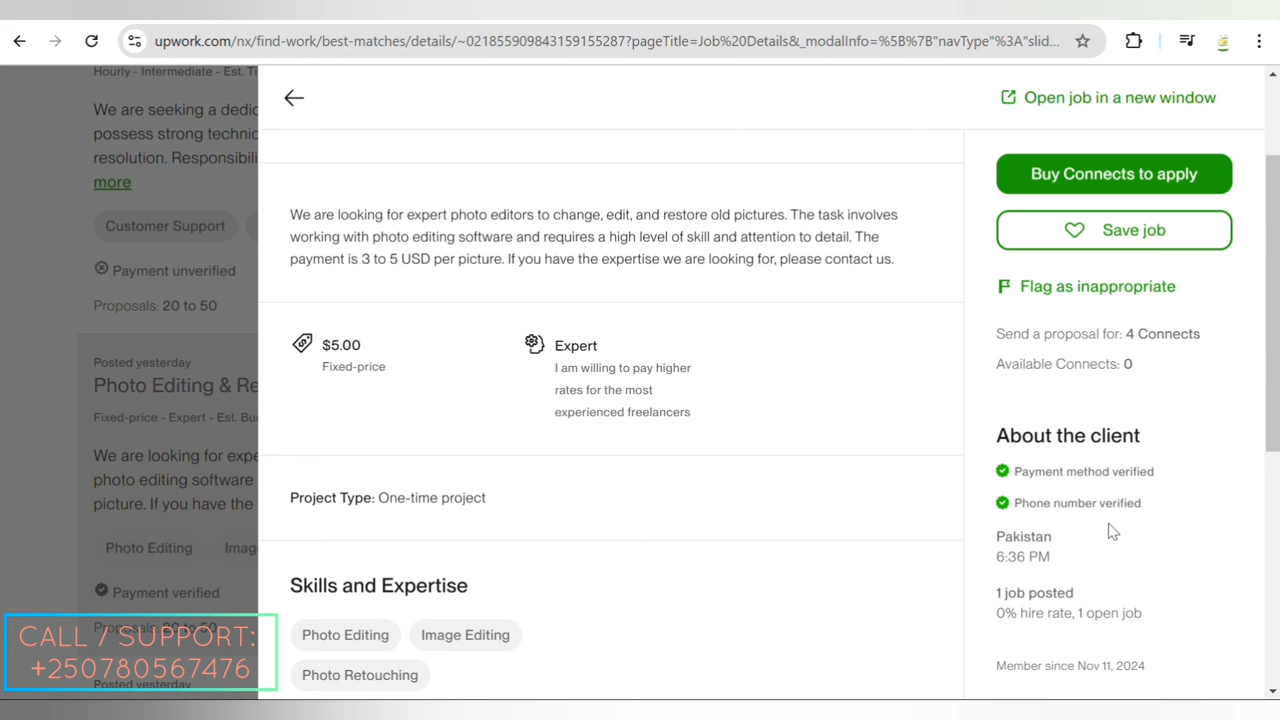 upwork.com/nx/find-work/best-matches/details/~021855909843159155287?pageTitle=Job%20Details&_modalInfo=%5B%7B"navType"%3A"slid...
Hourly - Intermediate - Est. Ti
We are seeking a dedic
possess strong technic
resolution. Responsibili
more
Customer Support
Payment unverified
Proposals: 20 to 50
Posted yesterday
Photo Editing & Re
Fixed-price - Expert - Est. Bu
We are looking for expe
photo editing software
picture. If you have the
Photo Editing
Imag
Payment verified
Proposals: 20 to 50
Posted yesterday
CALL / SUPPORT:
+250780567476
Open job in a new window
We are looking for expert photo editors to change, edit, and restore old pictures. The task involves
working with photo editing software and requires a high level of skill and attention to detail. The
payment is 3 to 5 USD per picture. If you have the expertise we are looking for, please contact us.
$5.00
Fixed-price
Expert
I am willing to pay higher
rates for the most
experienced freelancers
Project Type: One-time project
Skills and Expertise
Photo Editing
Image Editing
Photo Retouching
Buy Connects to apply
Save job
Flag as inappropriate
Send a proposal for: 4 Connects
Available Connects: 0
About the client
Payment method verified
Phone number verified
Pakistan
6:36 PM
1 job posted
0% hire rate, 1 open job
Member since Nov 11, 2024